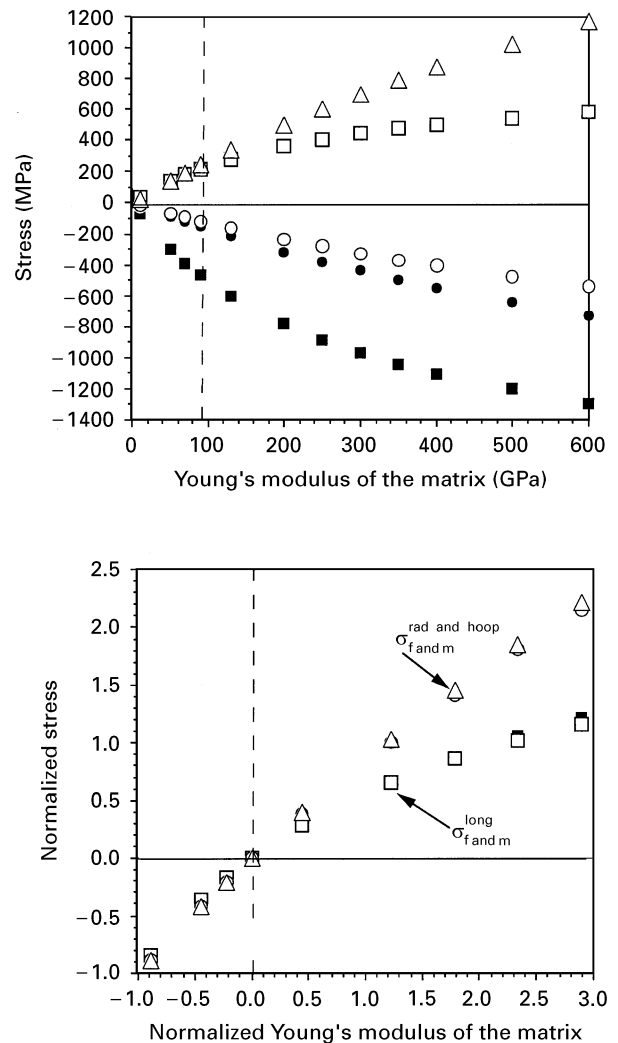 1200
1000
800
600
400
200
0
−200
−400
−600
−800
−1000
−1200
−1400
Stress (MPa)
0 100 200 300 400 500 600
Young's modulus of the matrix (GPa)
2.5
2.0
1.5
1.0
0.5
0.0
−0.5
−1.0
Normalized stress
σ rad and hoop f and m
σ long f and m
−1.0 −0.5 0.0 0.5 1.0 1.5 2.0 2.5 3.0
Normalized Young's modulus of the matrix